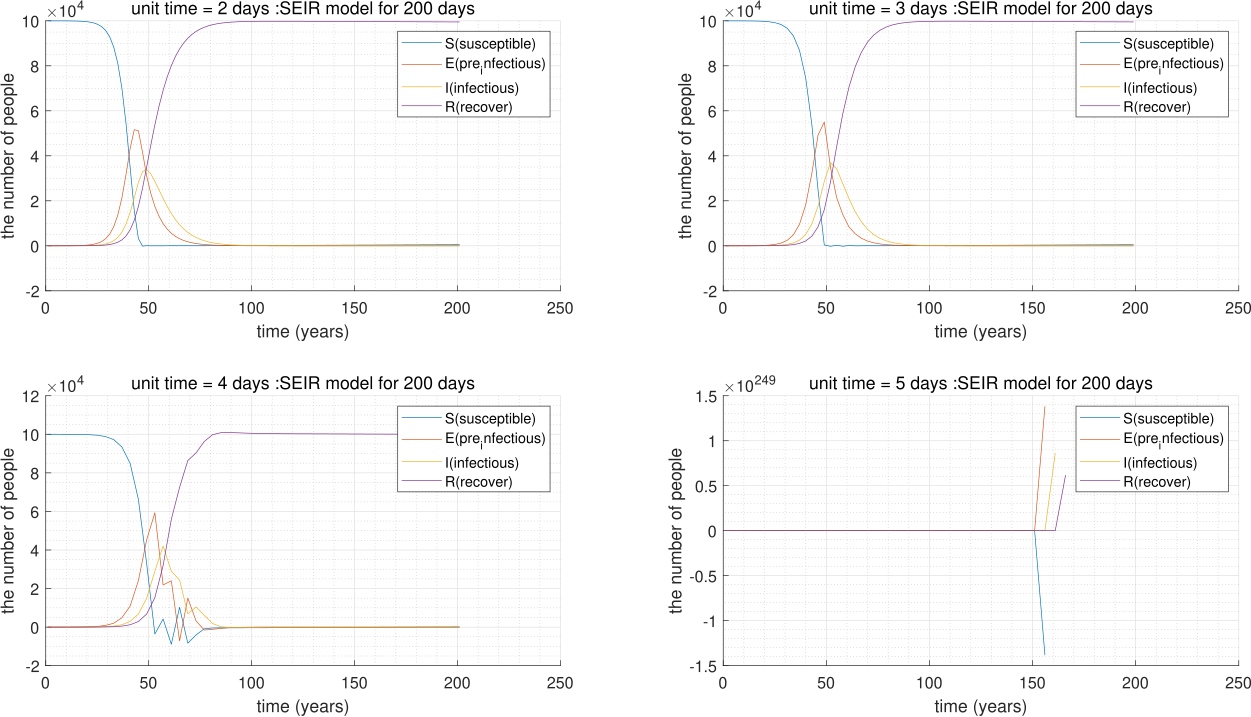 unit time = 2 days :SEIR model for 200 days
×10^4
10
8
6
4
2
0
-2
the number of people
S(susceptible)
E(pre_infectious)
I(infectious)
R(recover)
0 50 100 150 200 250
time (years)
unit time = 3 days :SEIR model for 200 days
×10^4
10
8
6
4
2
0
-2
the number of people
S(susceptible)
E(pre_infectious)
I(infectious)
R(recover)
0 50 100 150 200 250
time (years)
unit time = 4 days :SEIR model for 200 days
×10^4
12
10
8
6
4
2
0
-2
the number of people
S(susceptible)
E(pre_infectious)
I(infectious)
R(recover)
0 50 100 150 200 250
time (years)
unit time = 5 days :SEIR model for 200 days
×10^249
1.5
1
0.5
0
-0.5
-1
-1.5
the number of people
S(susceptible)
E(pre_infectious)
I(infectious)
R(recover)
0 50 100 150 200 250
time (years)